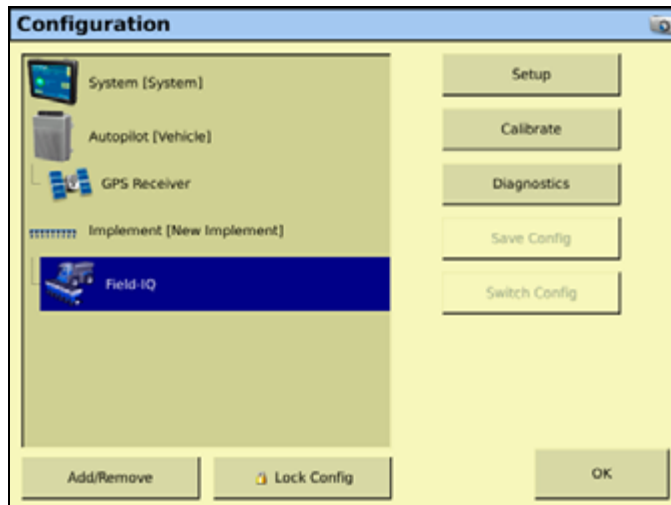 Configuration
System [System]
Autopilot [Vehicle]
GPS Receiver
Implement [New Implement]
Field-IQ
Setup
Calibrate
Diagnostics
Save Config
Switch Config
Add/Remove
Lock Config
OK